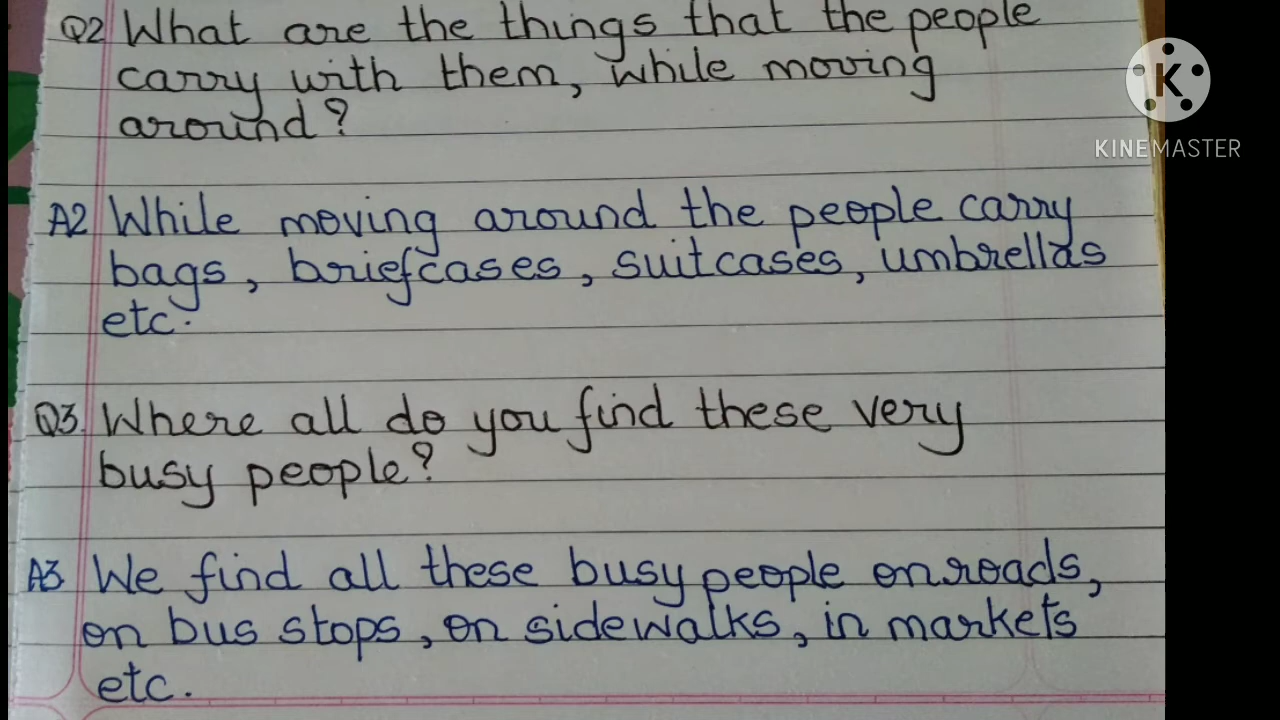 Q2 What are the things that the people
carry with them, while moving
around?
A2 While moving around the people carry
bags, briefcases, suitcases, umbrellas
etc.
Q3. Where all do you find these very
busy people?
A3. We find all these busy people on roads,
on bus stops, on sidewalks, in markets
etc.
K
KINEMASTER